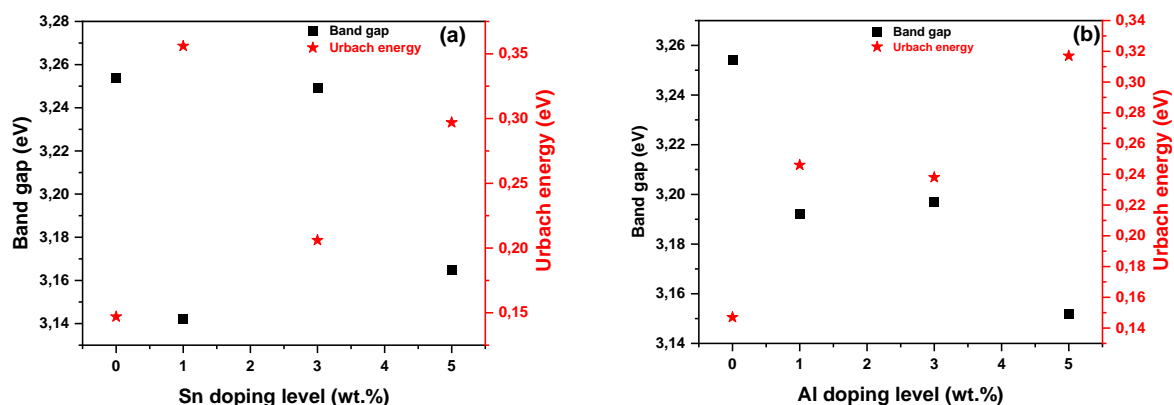 (a)
Band gap
Urbach energy
3,28
3,26
3,24
3,22
3,20
3,18
3,16
3,14
Band gap (eV)
0,35
0,30
0,25
0,20
0,15
Urbach energy (eV)
0 1 2 3 4 5
Sn doping level (wt.%)
(b)
Band gap
Urbach energy
3,26
3,24
3,22
3,20
3,18
3,16
3,14
Band gap (eV)
0,34
0,32
0,30
0,28
0,26
0,24
0,22
0,20
0,18
0,16
0,14
Urbach energy (eV)
0 1 2 3 4 5
Al doping level (wt.%)